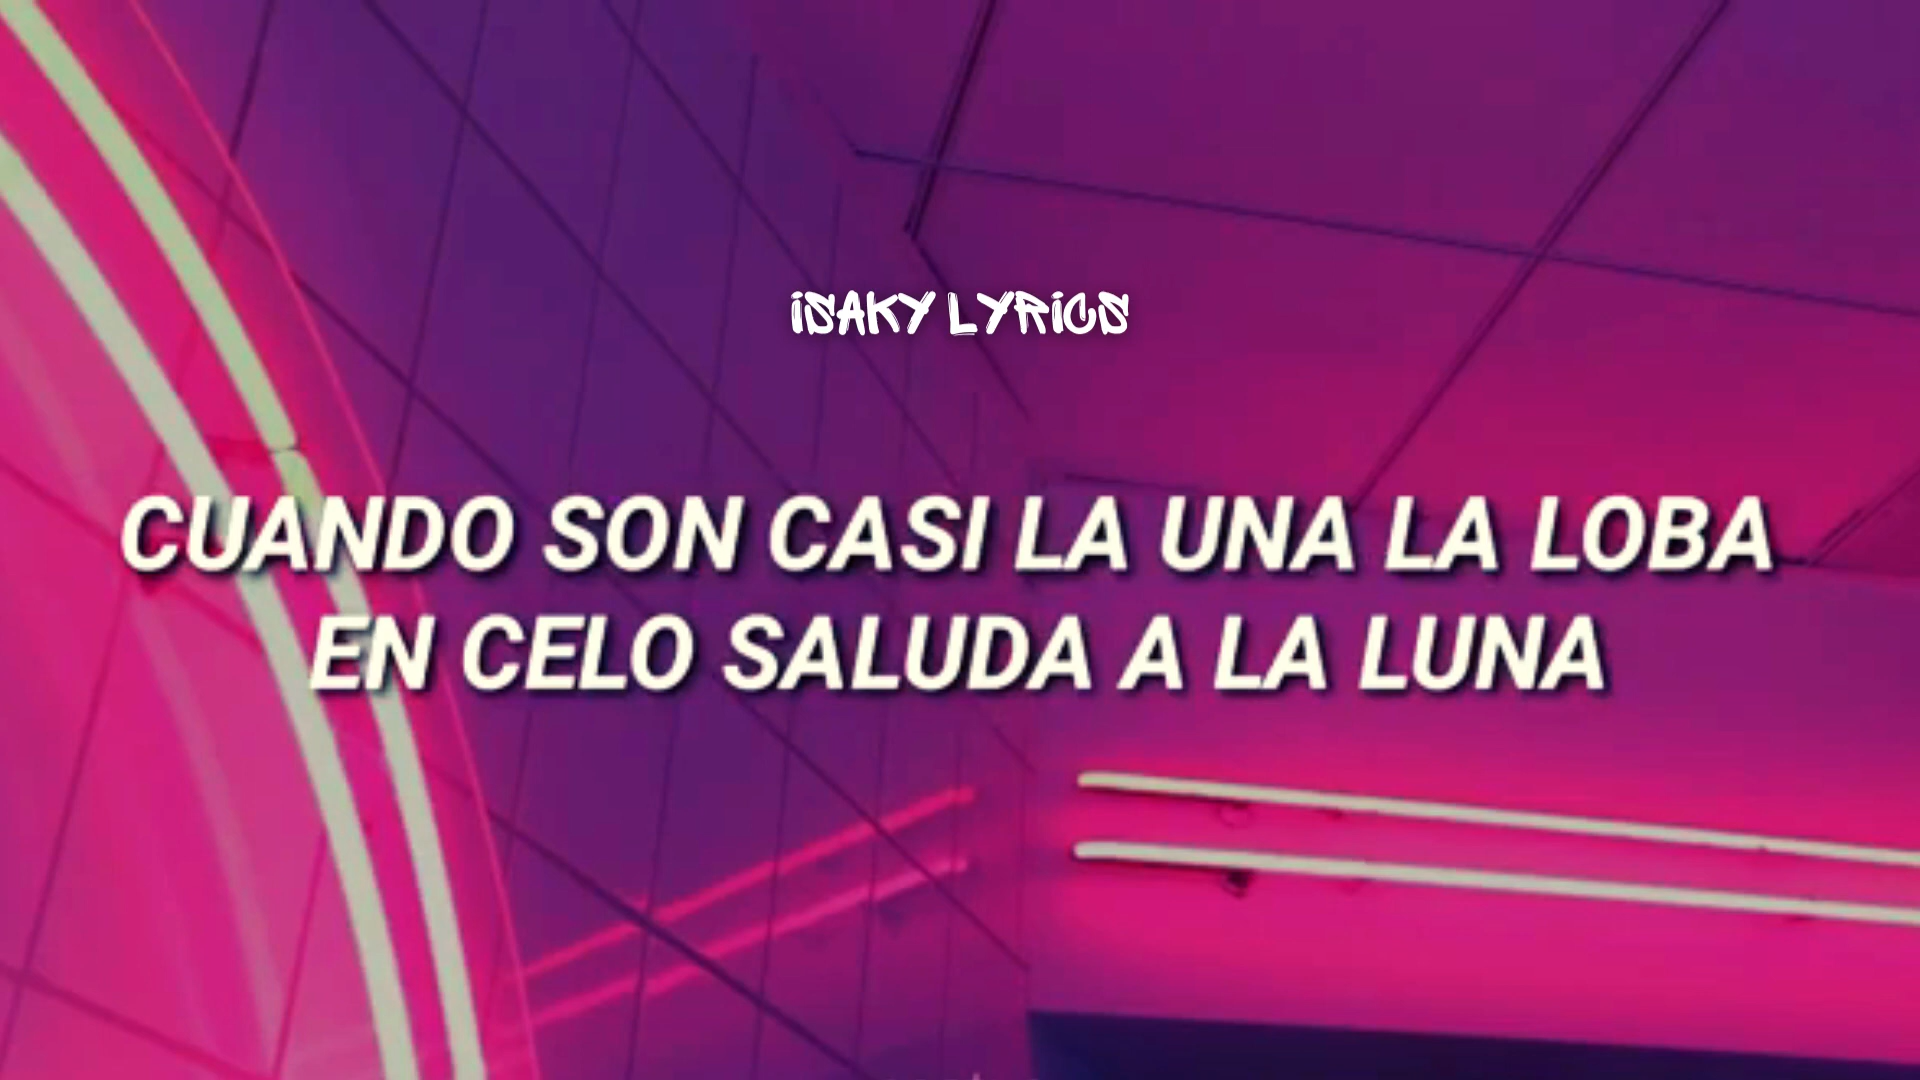 iSAKY LYRiCS
CUANDO SON CASI LA UNA LA LOBA
EN CELO SALUDA A LA LUNA